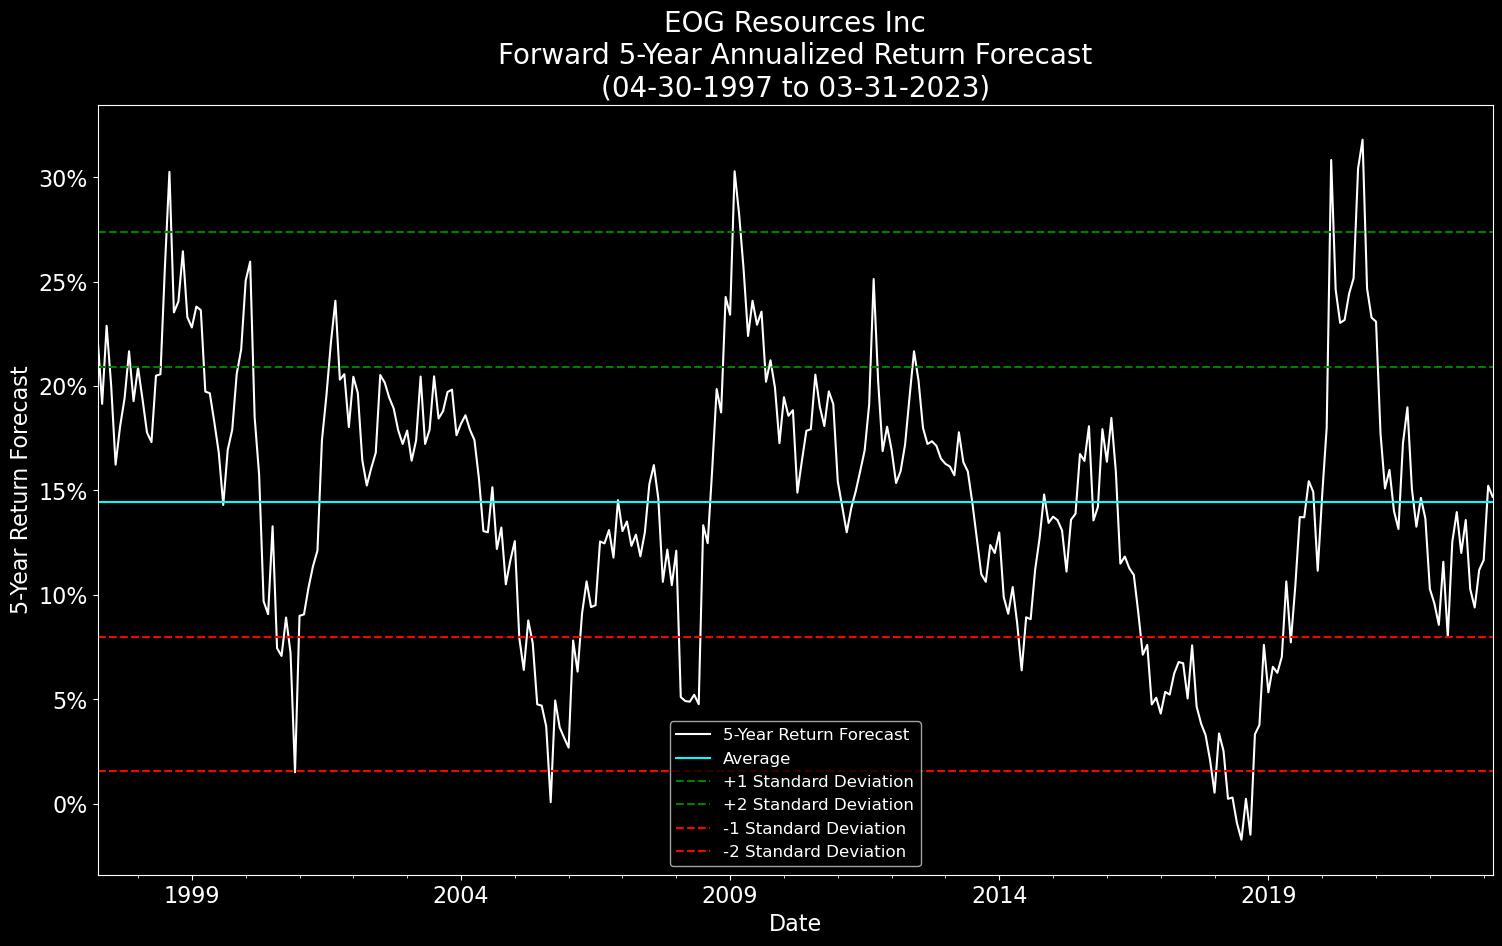 EOG Resources Inc
Forward 5-Year Annualized Return Forecast
(04-30-1997 to 03-31-2023)
5-Year Return Forecast
30%
25%
20%
15%
10%
5%
0%
5-Year Return Forecast
Average
+1 Standard Deviation
+2 Standard Deviation
-1 Standard Deviation
-2 Standard Deviation
1999 2004 2009 2014 2019
Date